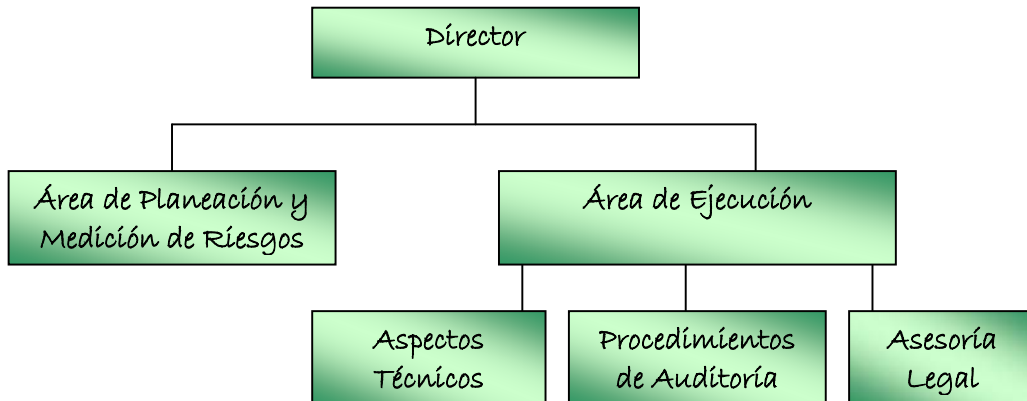 Director
Área de Planeación y
Medición de Riesgos
Área de Ejecución
Aspectos
Técnicos
Procedimientos
de Auditoría
Asesoría
Legal